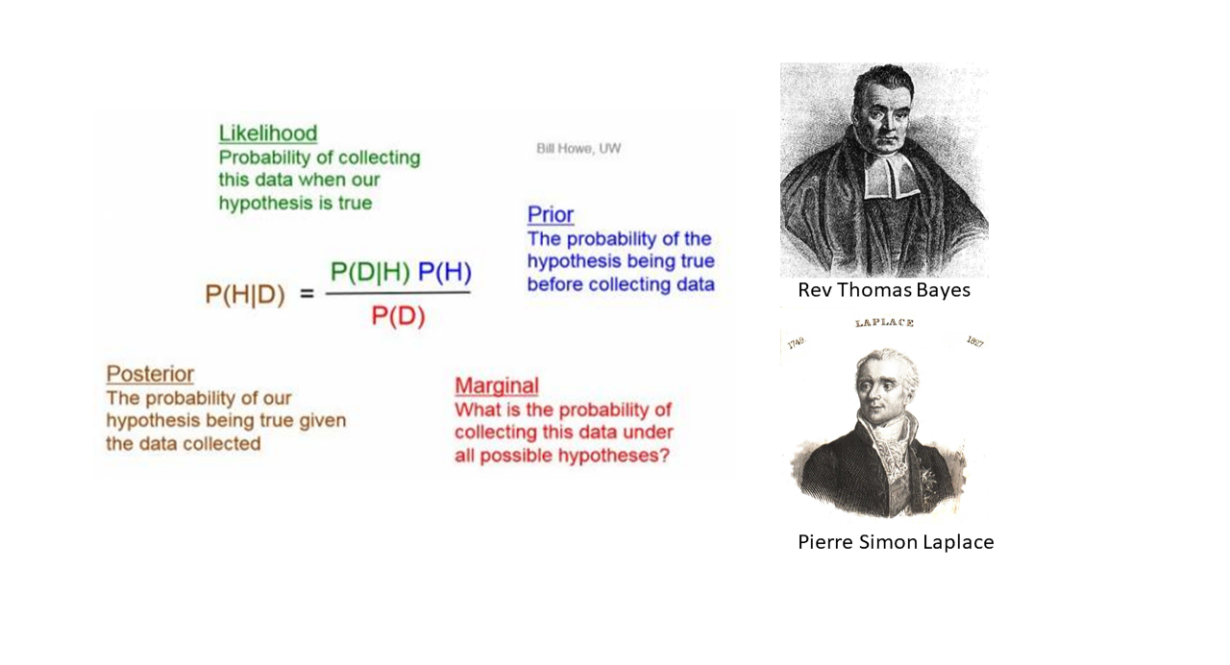 Likelihood
Probability of collecting
this data when our
hypothesis is true
Bill Howe, UW
Prior
The probability of the
hypothesis being true
before collecting data
P(H|D) = P(D|H) P(H)
P(D)
Posterior
The probability of our
hypothesis being true given
the data collected
Marginal
What is the probability of
collecting this data under
all possible hypotheses?
Rev Thomas Bayes
LAPLACE
1749
1827
Pierre Simon Laplace